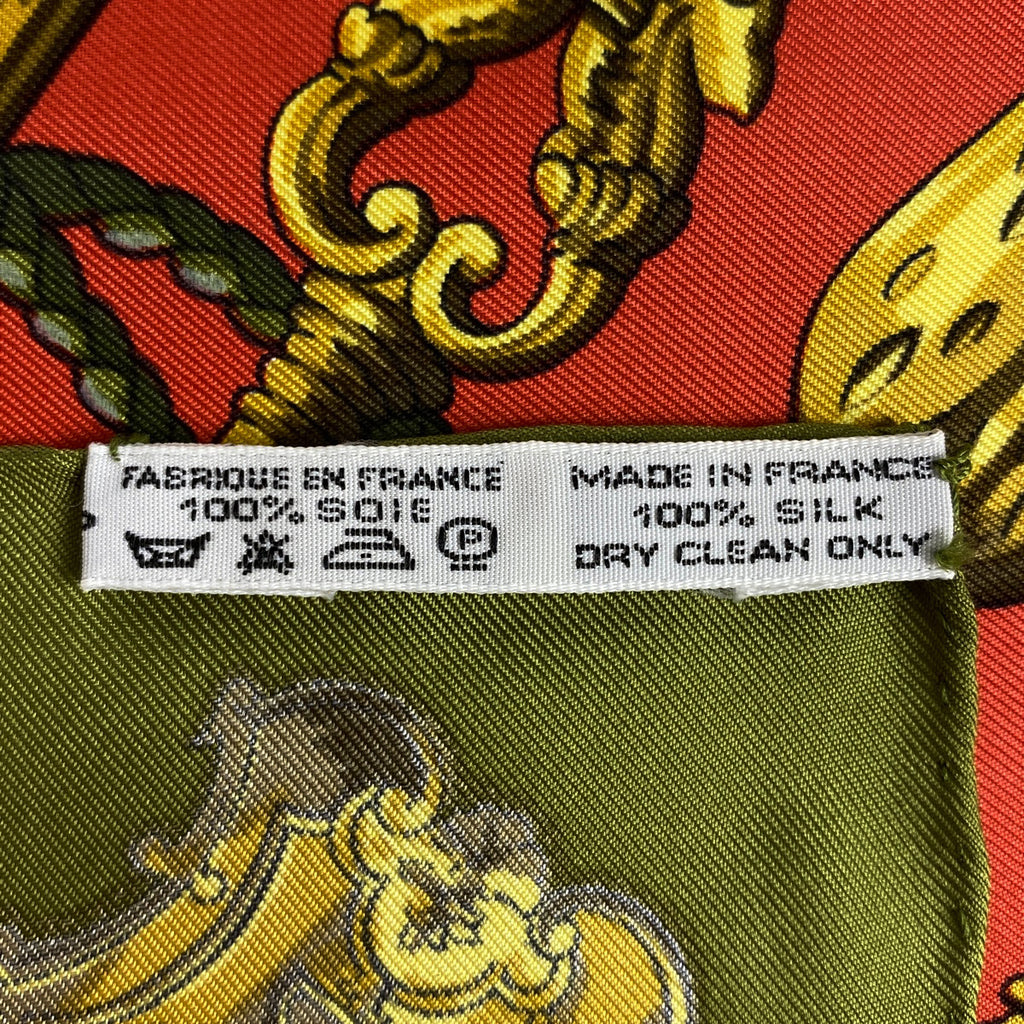 FABRIQUE EN FRANCE
100% SOIE
P
MADE IN FRANCE
100% SILK
DRY CLEAN ONLY